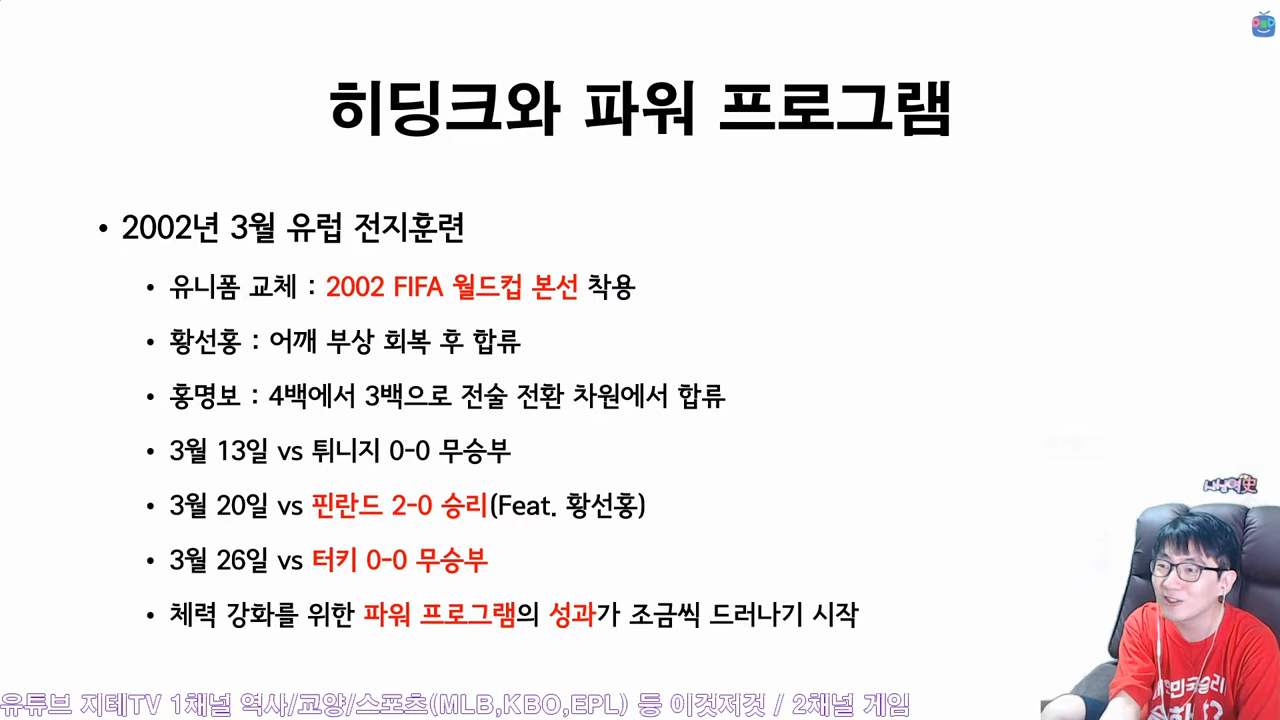 히딩크와 파워 프로그램
• 2002년 3월 유럽 전지훈련
• 유니폼 교체 : 2002 FIFA 월드컵 본선 착용
• 황선홍 : 어깨 부상 회복 후 합류
• 홍명보 : 4백에서 3백으로 전술 전환 차원에서 합류
• 3월 13일 vs 튀니지 0-0 무승부
• 3월 20일 vs 핀란드 2-0 승리(Feat. 황선홍)
• 3월 26일 vs 터키 0-0 무승부
• 체력 강화를 위한 파워 프로그램의 성과가 조금씩 드러나기 시작
유튜브 지테TV 1채널 역사/교양/스포츠(MLB,KBO,EPL) 등 이것저것 / 2채널 게임